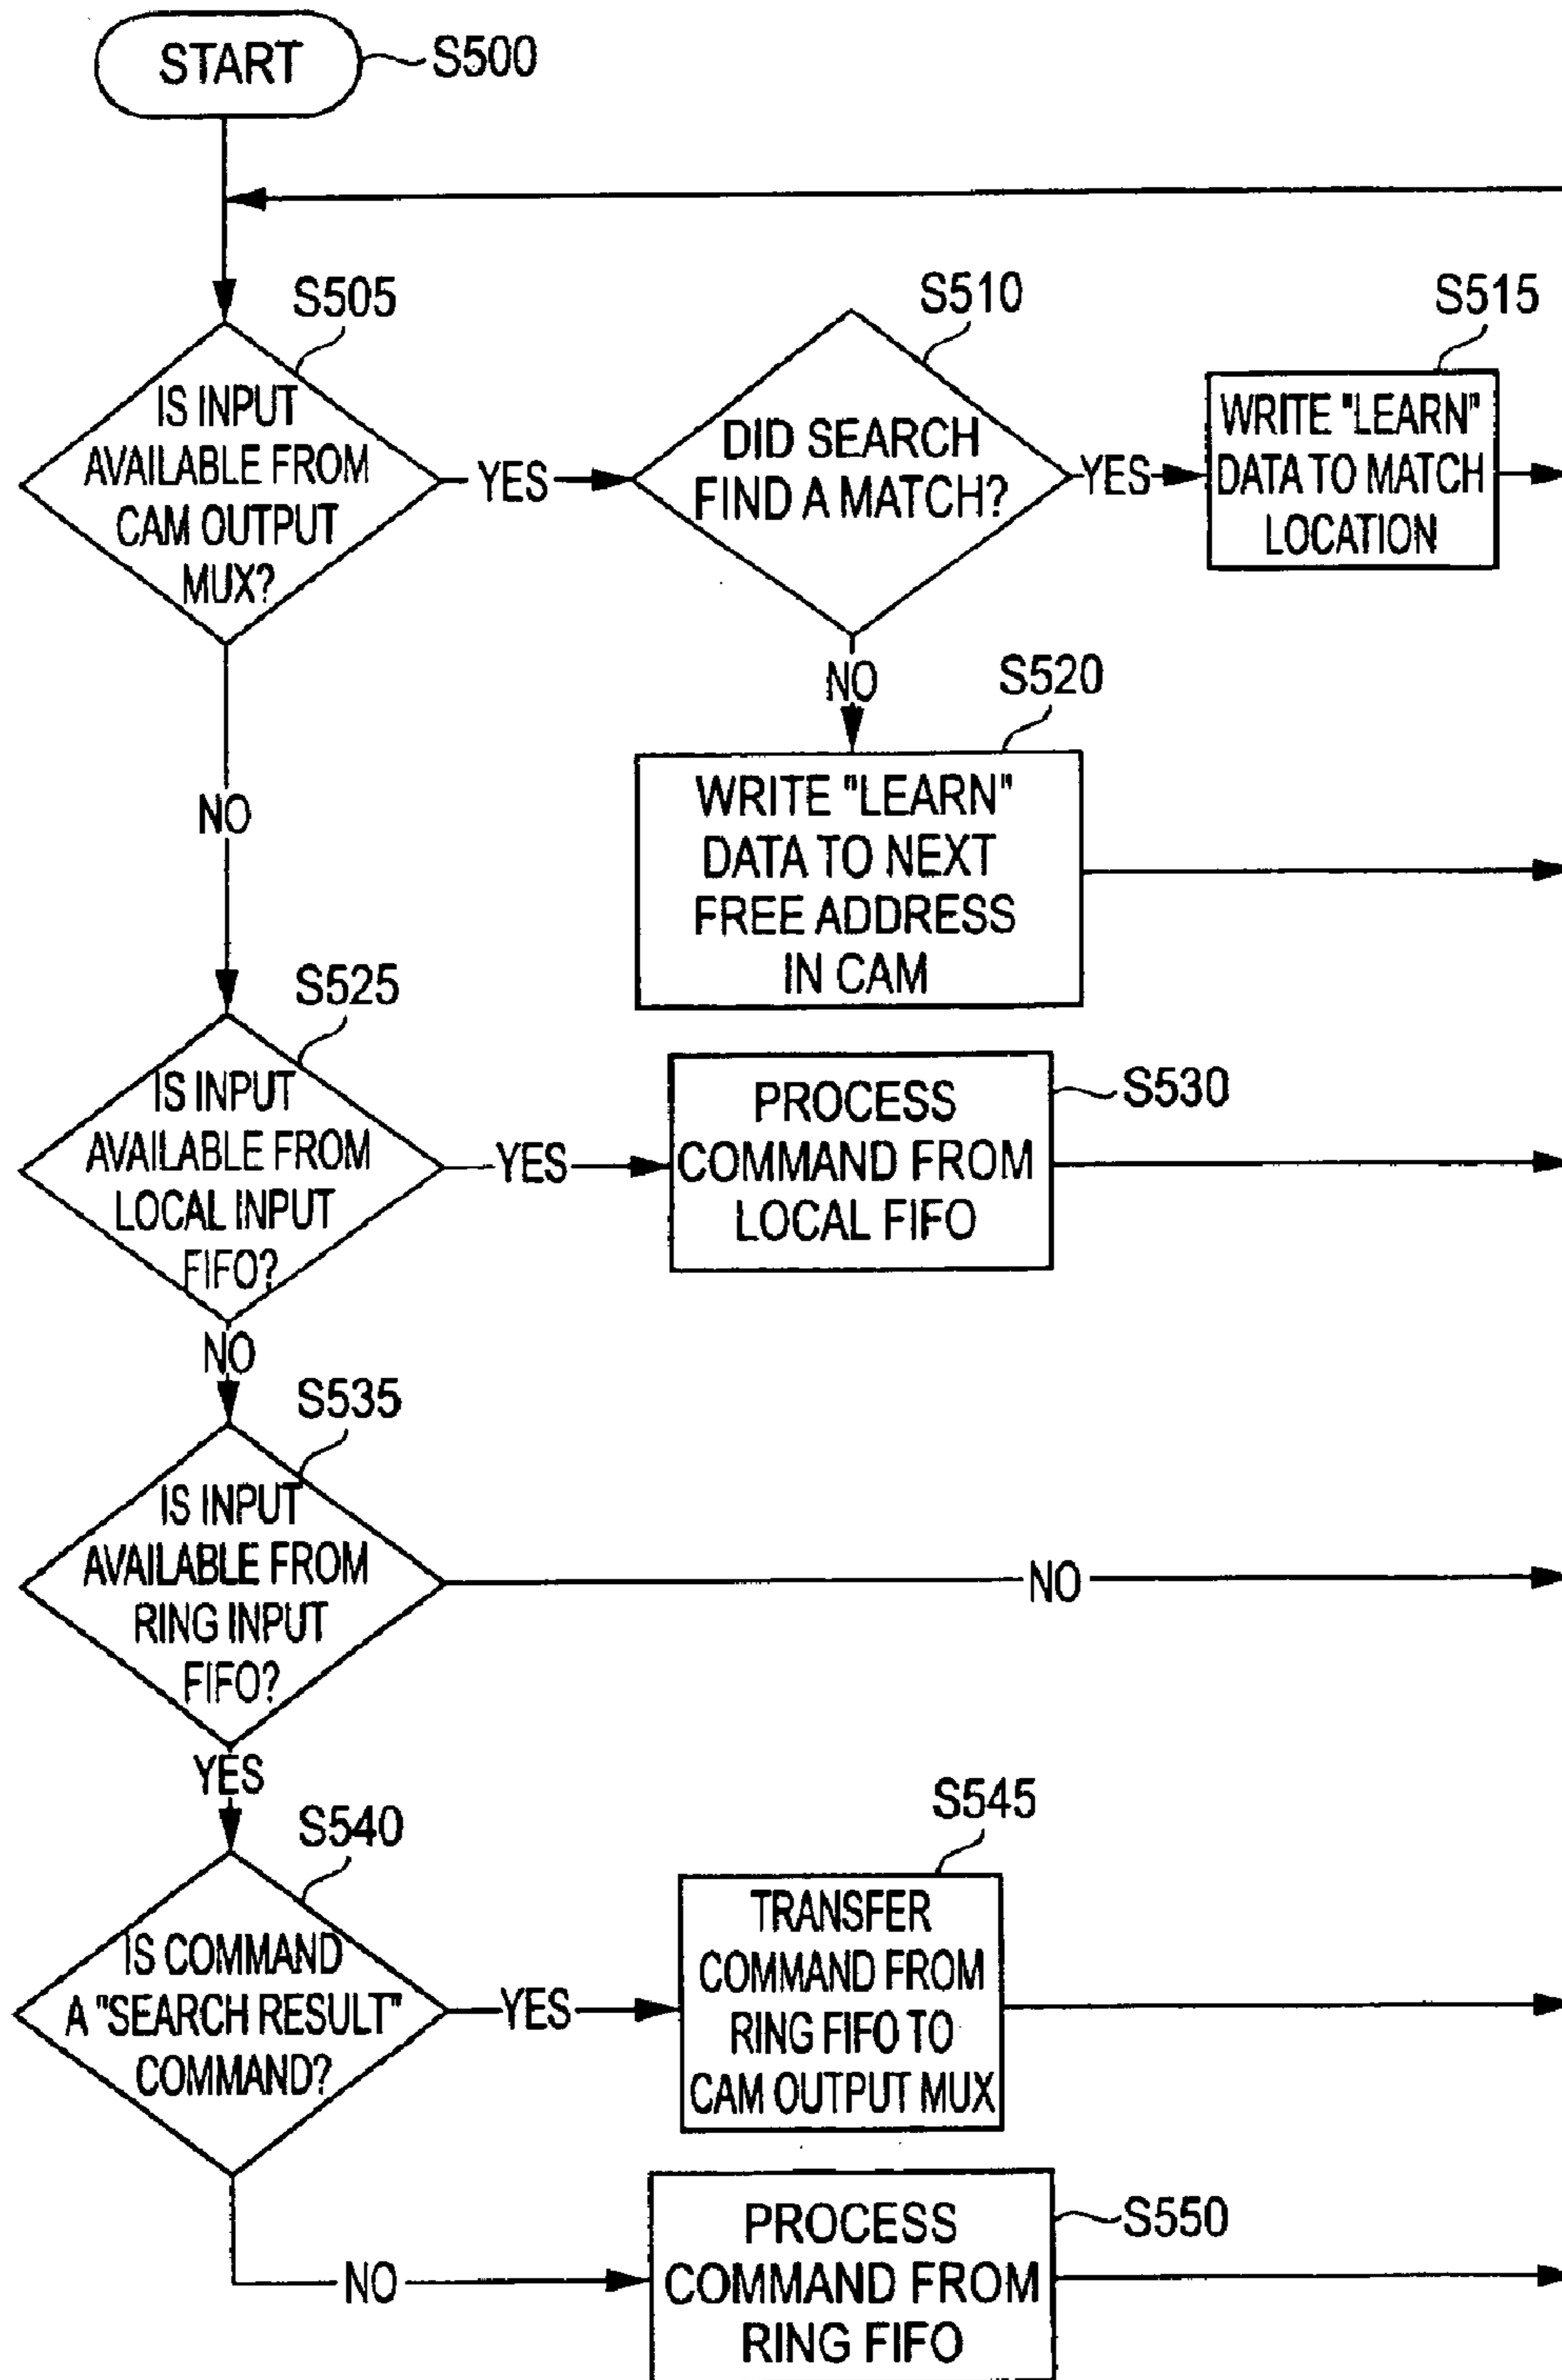 START
S500
S505
IS INPUT
AVAILABLE FROM
CAM OUTPUT
MUX?
YES
S510
DID SEARCH
FIND A MATCH?
YES
S515
WRITE "LEARN"
DATA TO MATCH
LOCATION
NO
S520
WRITE "LEARN"
DATA TO NEXT
FREE ADDRESS
IN CAM
NO
S525
IS INPUT
AVAILABLE FROM
LOCAL INPUT
FIFO?
YES
PROCESS
COMMAND FROM
LOCAL FIFO
S530
NO
S535
IS INPUT
AVAILABLE FROM
RING INPUT
FIFO?
NO
YES
S540
IS COMMAND
A "SEARCH RESULT"
COMMAND?
YES
S545
TRANSFER
COMMAND FROM
RING FIFO TO
CAM OUTPUT MUX
NO
PROCESS
COMMAND FROM
RING FIFO
S550